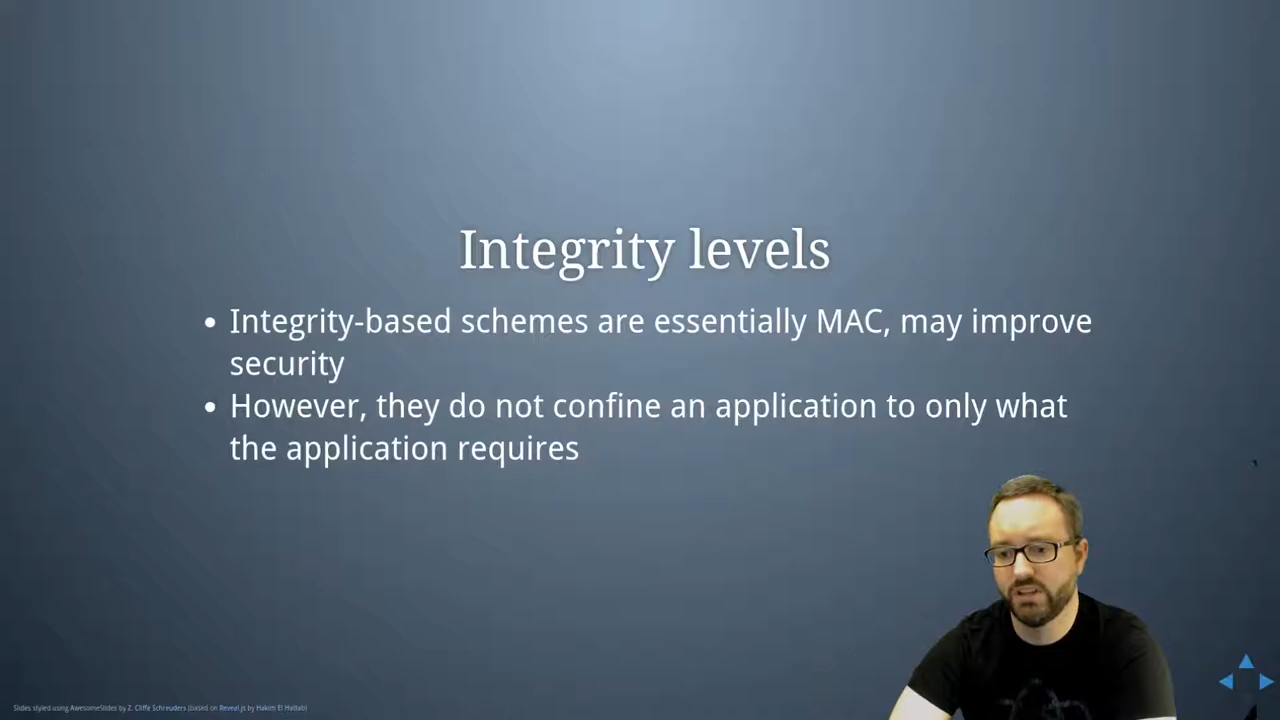 Integrity levels
• Integrity-based schemes are essentially MAC, may improve
security
• However, they do not confine an application to only what
the application requires
Slides styled using AwesomeSlides by Z. Cliffe Schreuders (based on Reveal.js by Hakim El Hattab)